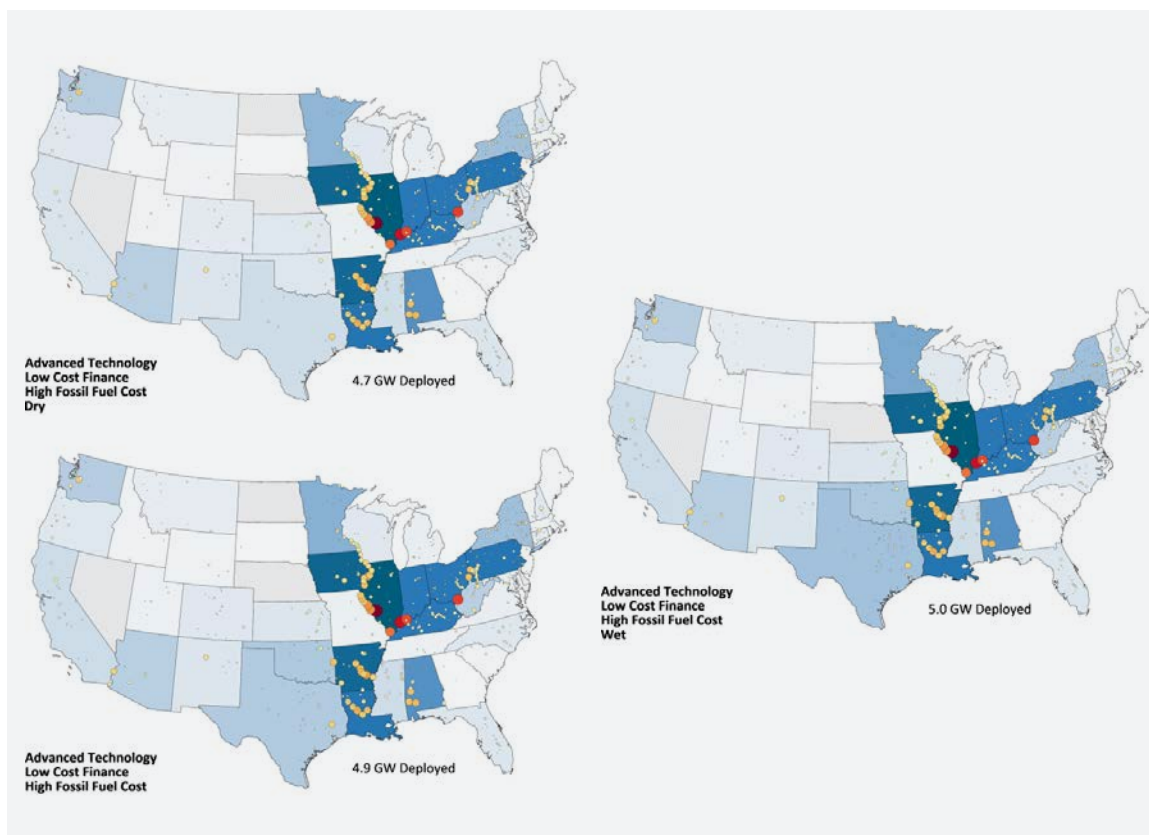 Advanced Technology
Low Cost Finance
High Fossil Fuel Cost
Dry
4.7 GW Deployed
Advanced Technology
Low Cost Finance
High Fossil Fuel Cost
4.9 GW Deployed
Advanced Technology
Low Cost Finance
High Fossil Fuel Cost
Wet
5.0 GW Deployed